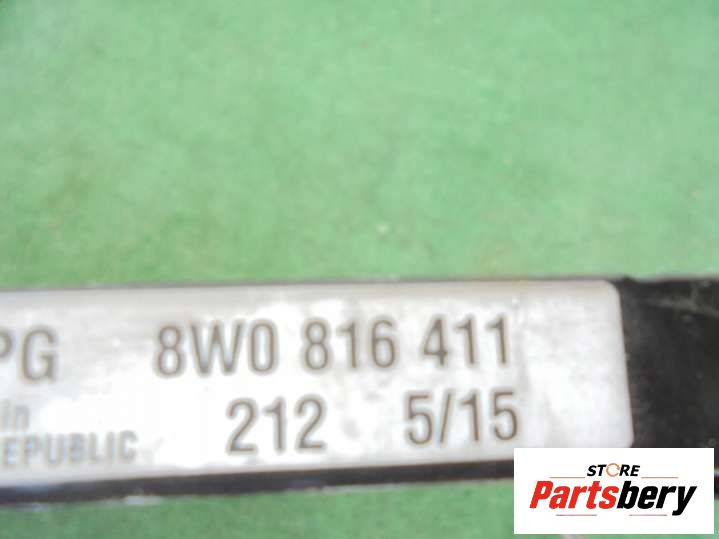 PG 8W0 816 411
in 212 5/15
EPUBLIC
STORE
Partsbery